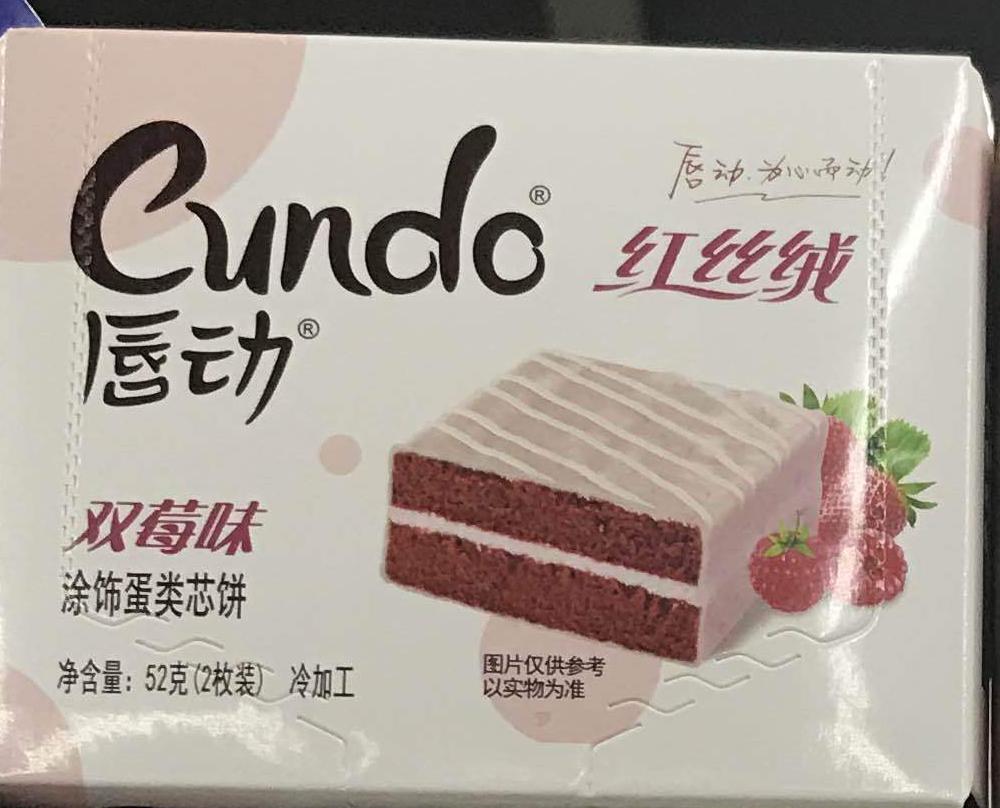 Cundo®
唇动®
唇动.为心而动!
红丝绒
双莓味
涂饰蛋类芯饼
净含量：52克(2枚装) 冷加工
图片仅供参考
以实物为准